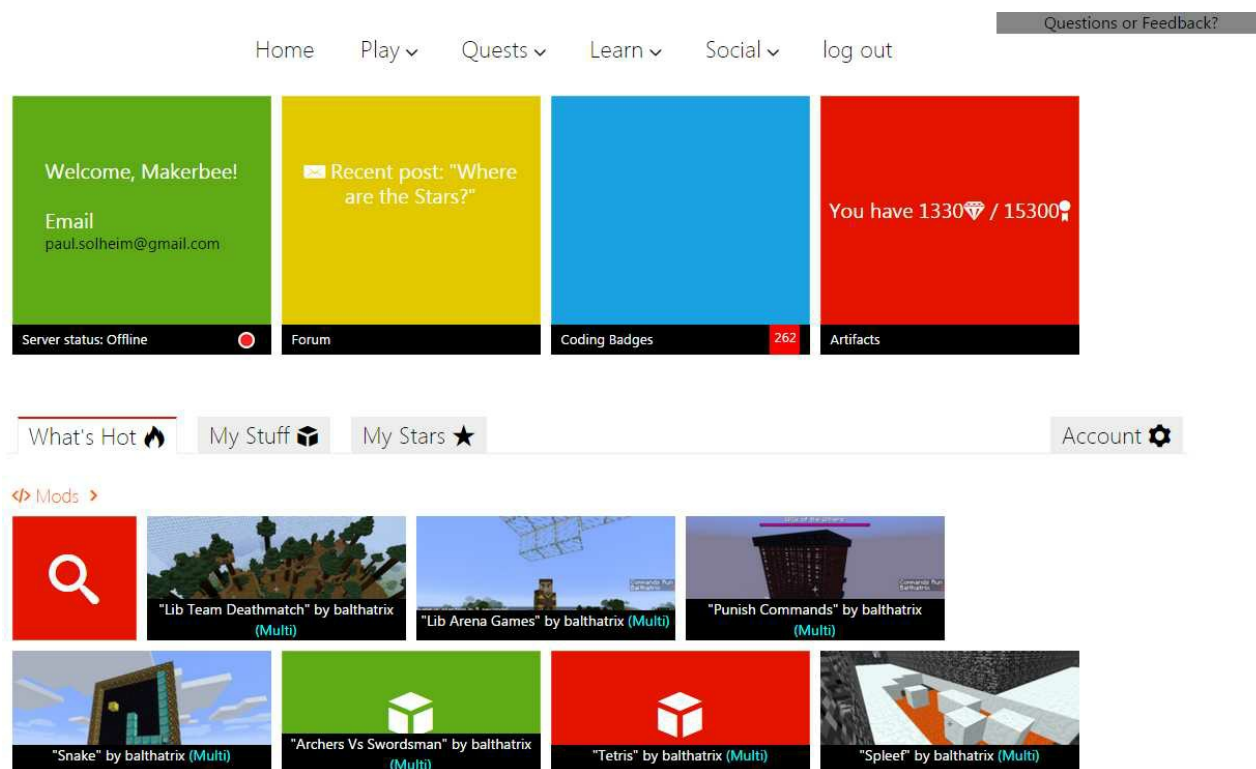 Questions or Feedback?
Home Play Quests Learn Social log out
Welcome, Makerbee!
Email
paul.solheim@gmail.com
Server status: Offline
Recent post: "Where
are the Stars?"
Forum
Coding Badges 262
You have 1330 / 15300
Artifacts
What's Hot My Stuff My Stars Account
</> Mods >
"Lib Team Deathmatch" by balthatrix
(Multi)
"Lib Arena Games" by balthatrix (Multi)
"Punish Commands" by balthatrix
(Multi)
"Snake" by balthatrix (Multi)
"Archers Vs Swordsman" by balthatrix
(Multi)
"Tetris" by balthatrix (Multi)
"Spleef" by balthatrix (Multi)